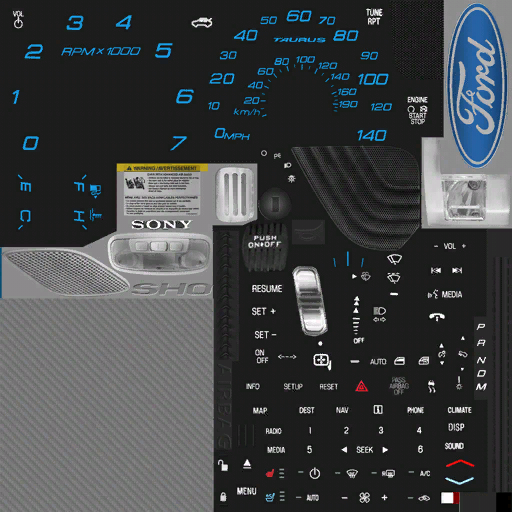 VOL
3 4
2 RPM×1000 5
1 6
0 7
50 60 70
TUNE
RPT
40 TAURUS 80
30 90
20 100
10 110
0MPH 140
60 80 100 120
40 140
20 160
km/h 180
190
ENGINE
START
STOP
Ford
E F
C H
WARNING/AVERTISSEMENT
SONY
SHO
PUSH
ON•OFF
- VOL +
MEDIA
RESUME
SET +
SET -
ON
OFF
OFF
AUTO
INFO SETUP RESET
PASS
AIRBAG
OFF
P
R
N
D
M
MAP DEST NAV i PHONE CLIMATE
RADIO 1 2 3 4 DISP
MEDIA 5 SEEK 6 SOUND
A/C
MENU - AUTO - +
AIRBAG